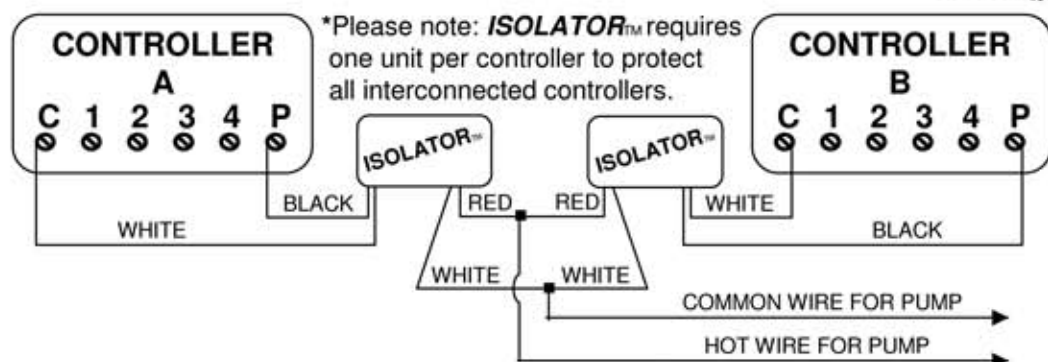 *Please note: ISOLATOR™ requires
one unit per controller to protect
all interconnected controllers.
CONTROLLER
A
C 1 2 3 4 P
CONTROLLER
B
C 1 2 3 4 P
ISOLATOR™
ISOLATOR™
BLACK
RED
RED
WHITE
WHITE
BLACK
WHITE
WHITE
COMMON WIRE FOR PUMP
HOT WIRE FOR PUMP